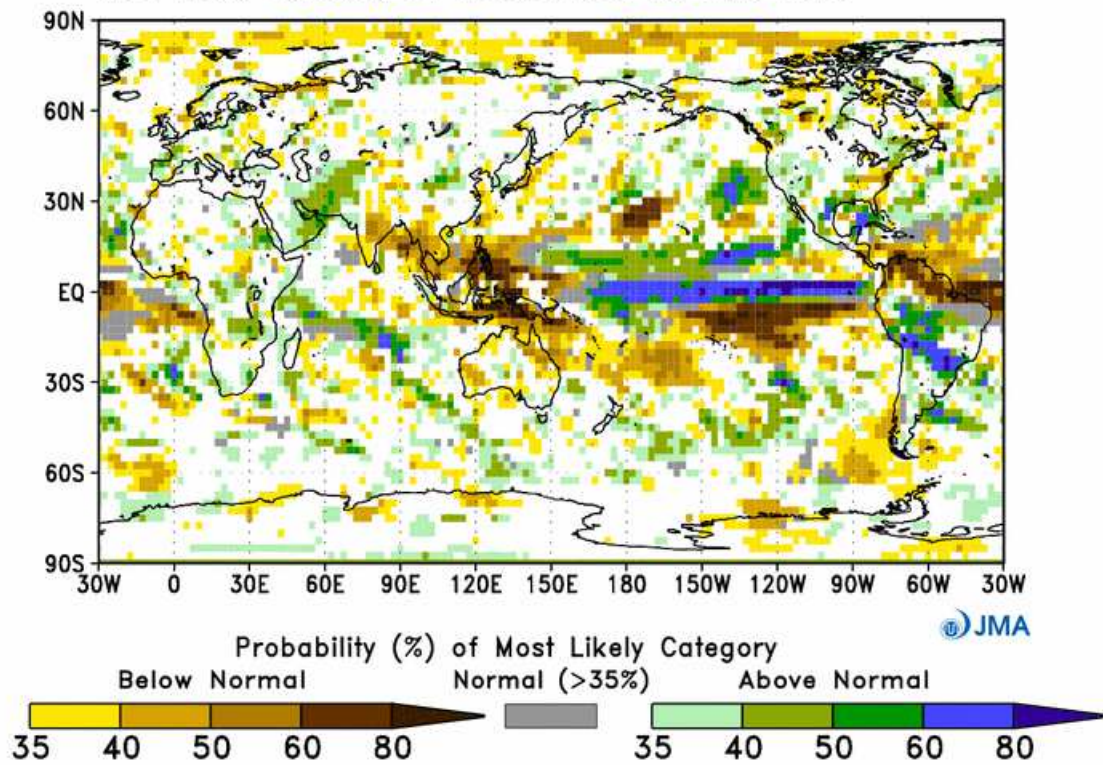 90N
60N
30N
EQ
30S
60S
90S
30W 0 30E 60E 90E 120E 150E 180 150W 120W 90W 60W 30W
JMA
Probability (%) of Most Likely Category
Below Normal Normal (>35%) Above Normal
35 40 50 60 80 35 40 50 60 80